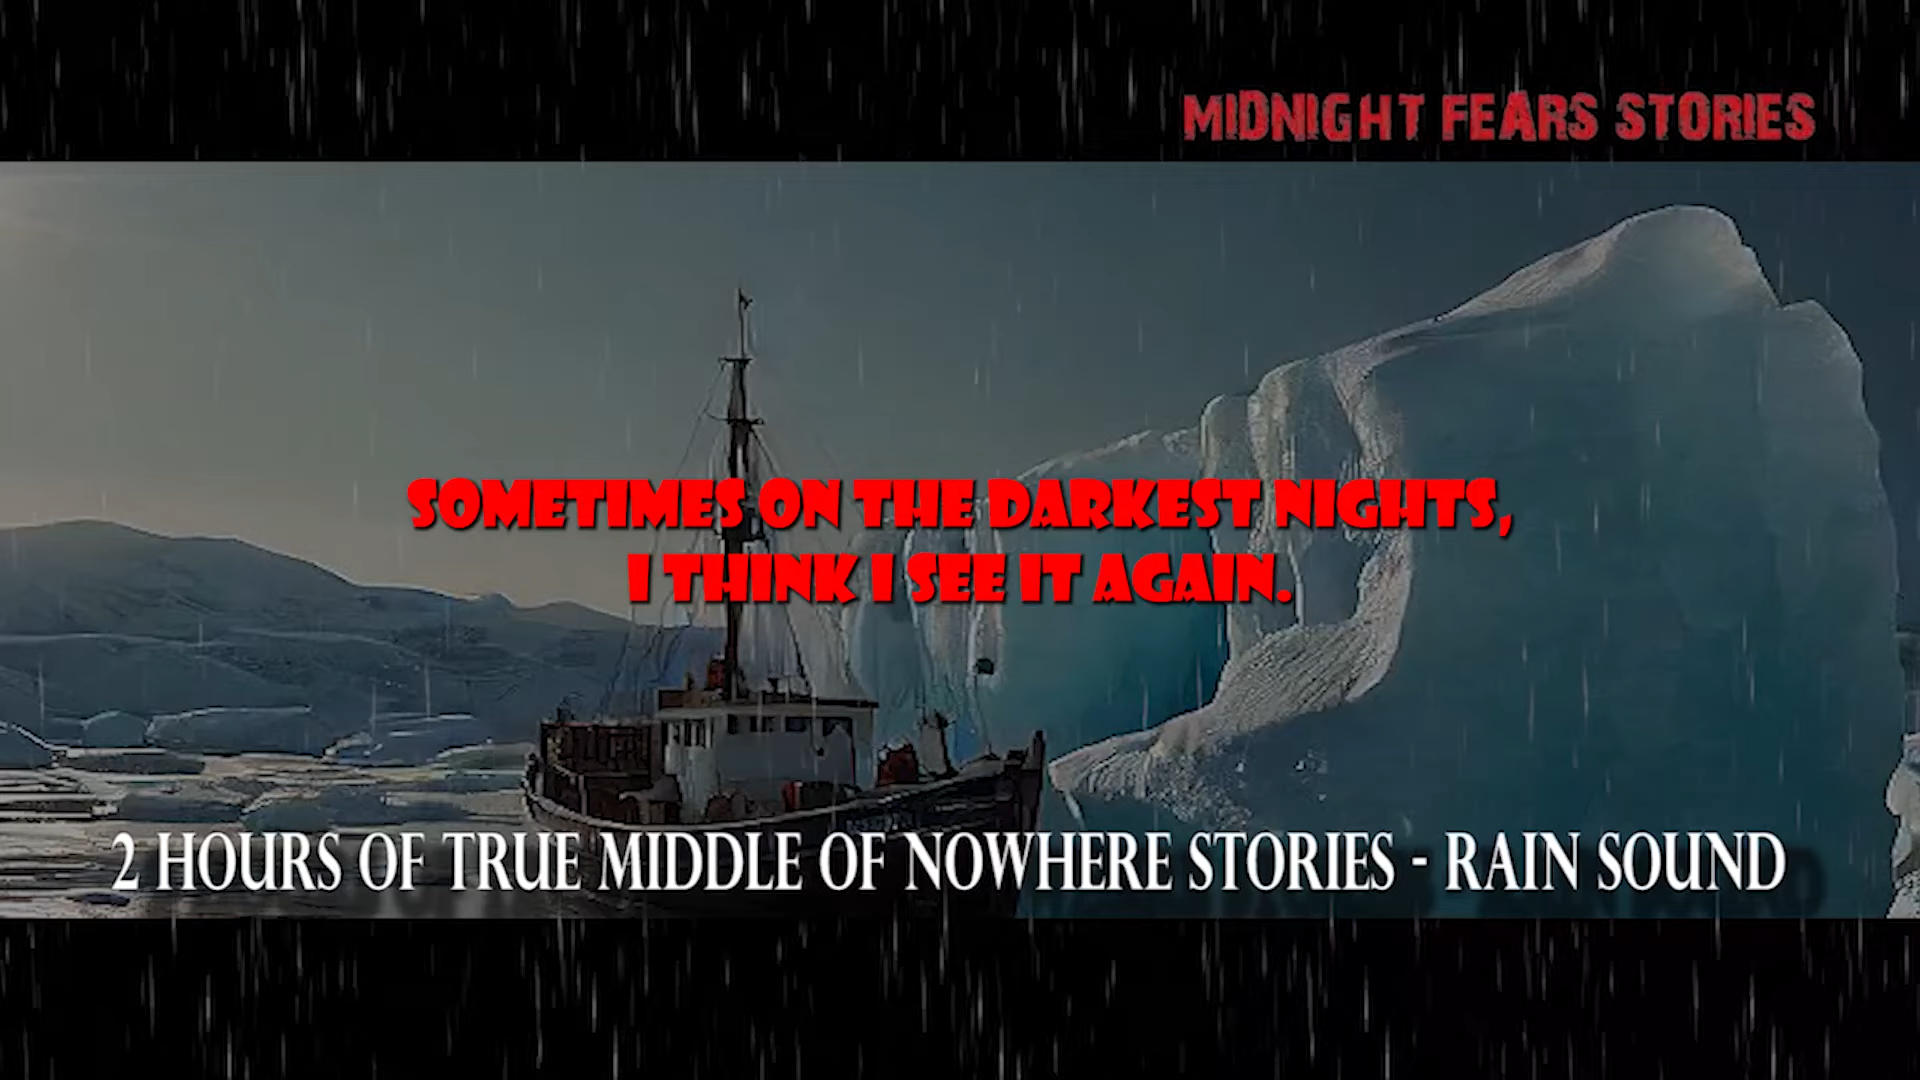 MIDNIGHT FEARS STORIES
SOMETIMES ON THE DARKEST NIGHTS,
I THINK I SEE IT AGAIN.
2 HOURS OF TRUE MIDDLE OF NOWHERE STORIES - RAIN SOUND